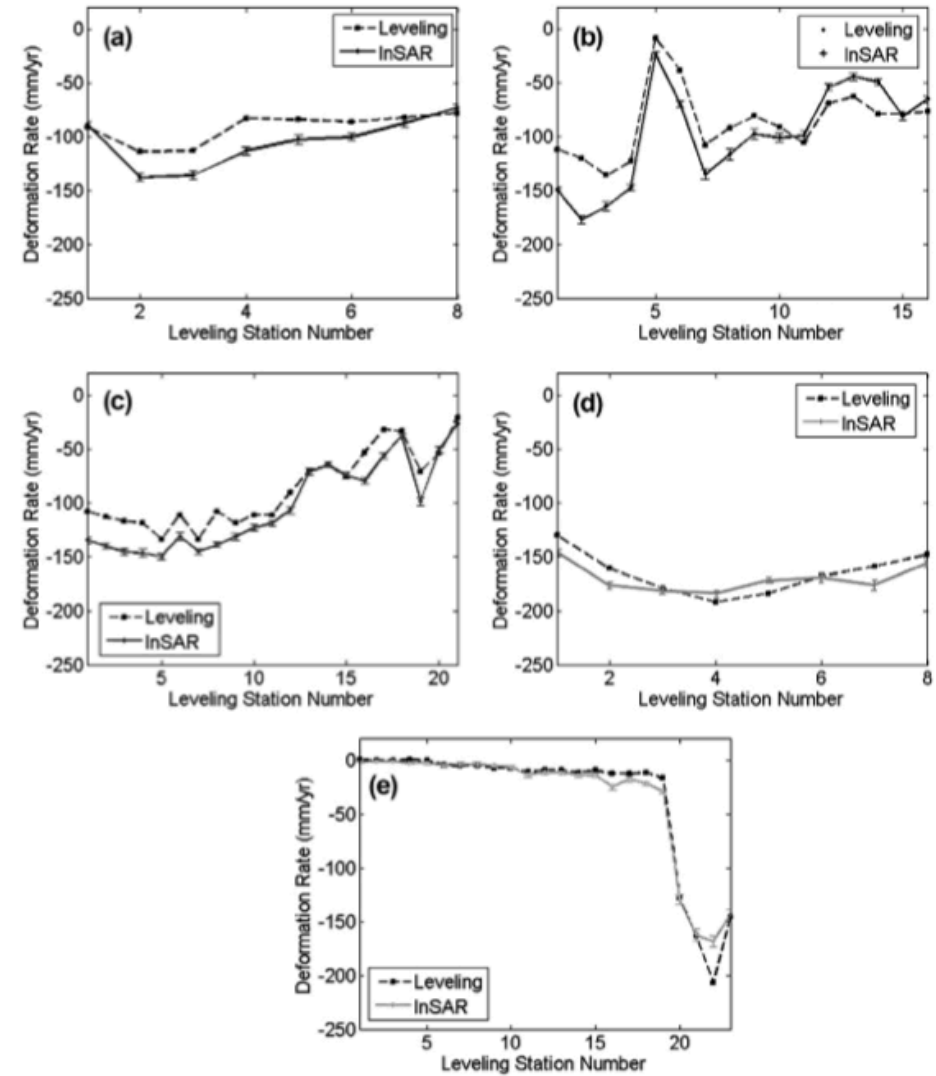 (a)
Leveling
InSAR
Deformation Rate (mm/yr)
0
-50
-100
-150
-200
-250
2 4 6 8
Leveling Station Number
(b)
Leveling
InSAR
Deformation Rate (mm/yr)
0
-50
-100
-150
-200
-250
5 10 15
Leveling Station Number
(c)
Leveling
InSAR
Deformation Rate (mm/yr)
0
-50
-100
-150
-200
-250
5 10 15 20
Leveling Station Number
(d)
Leveling
InSAR
Deformation Rate (mm/yr)
0
-50
-100
-150
-200
-250
2 4 6 8
Leveling Station Number
(e)
Leveling
InSAR
Deformation Rate (mm/yr)
0
-50
-100
-150
-200
-250
5 10 15 20
Leveling Station Number